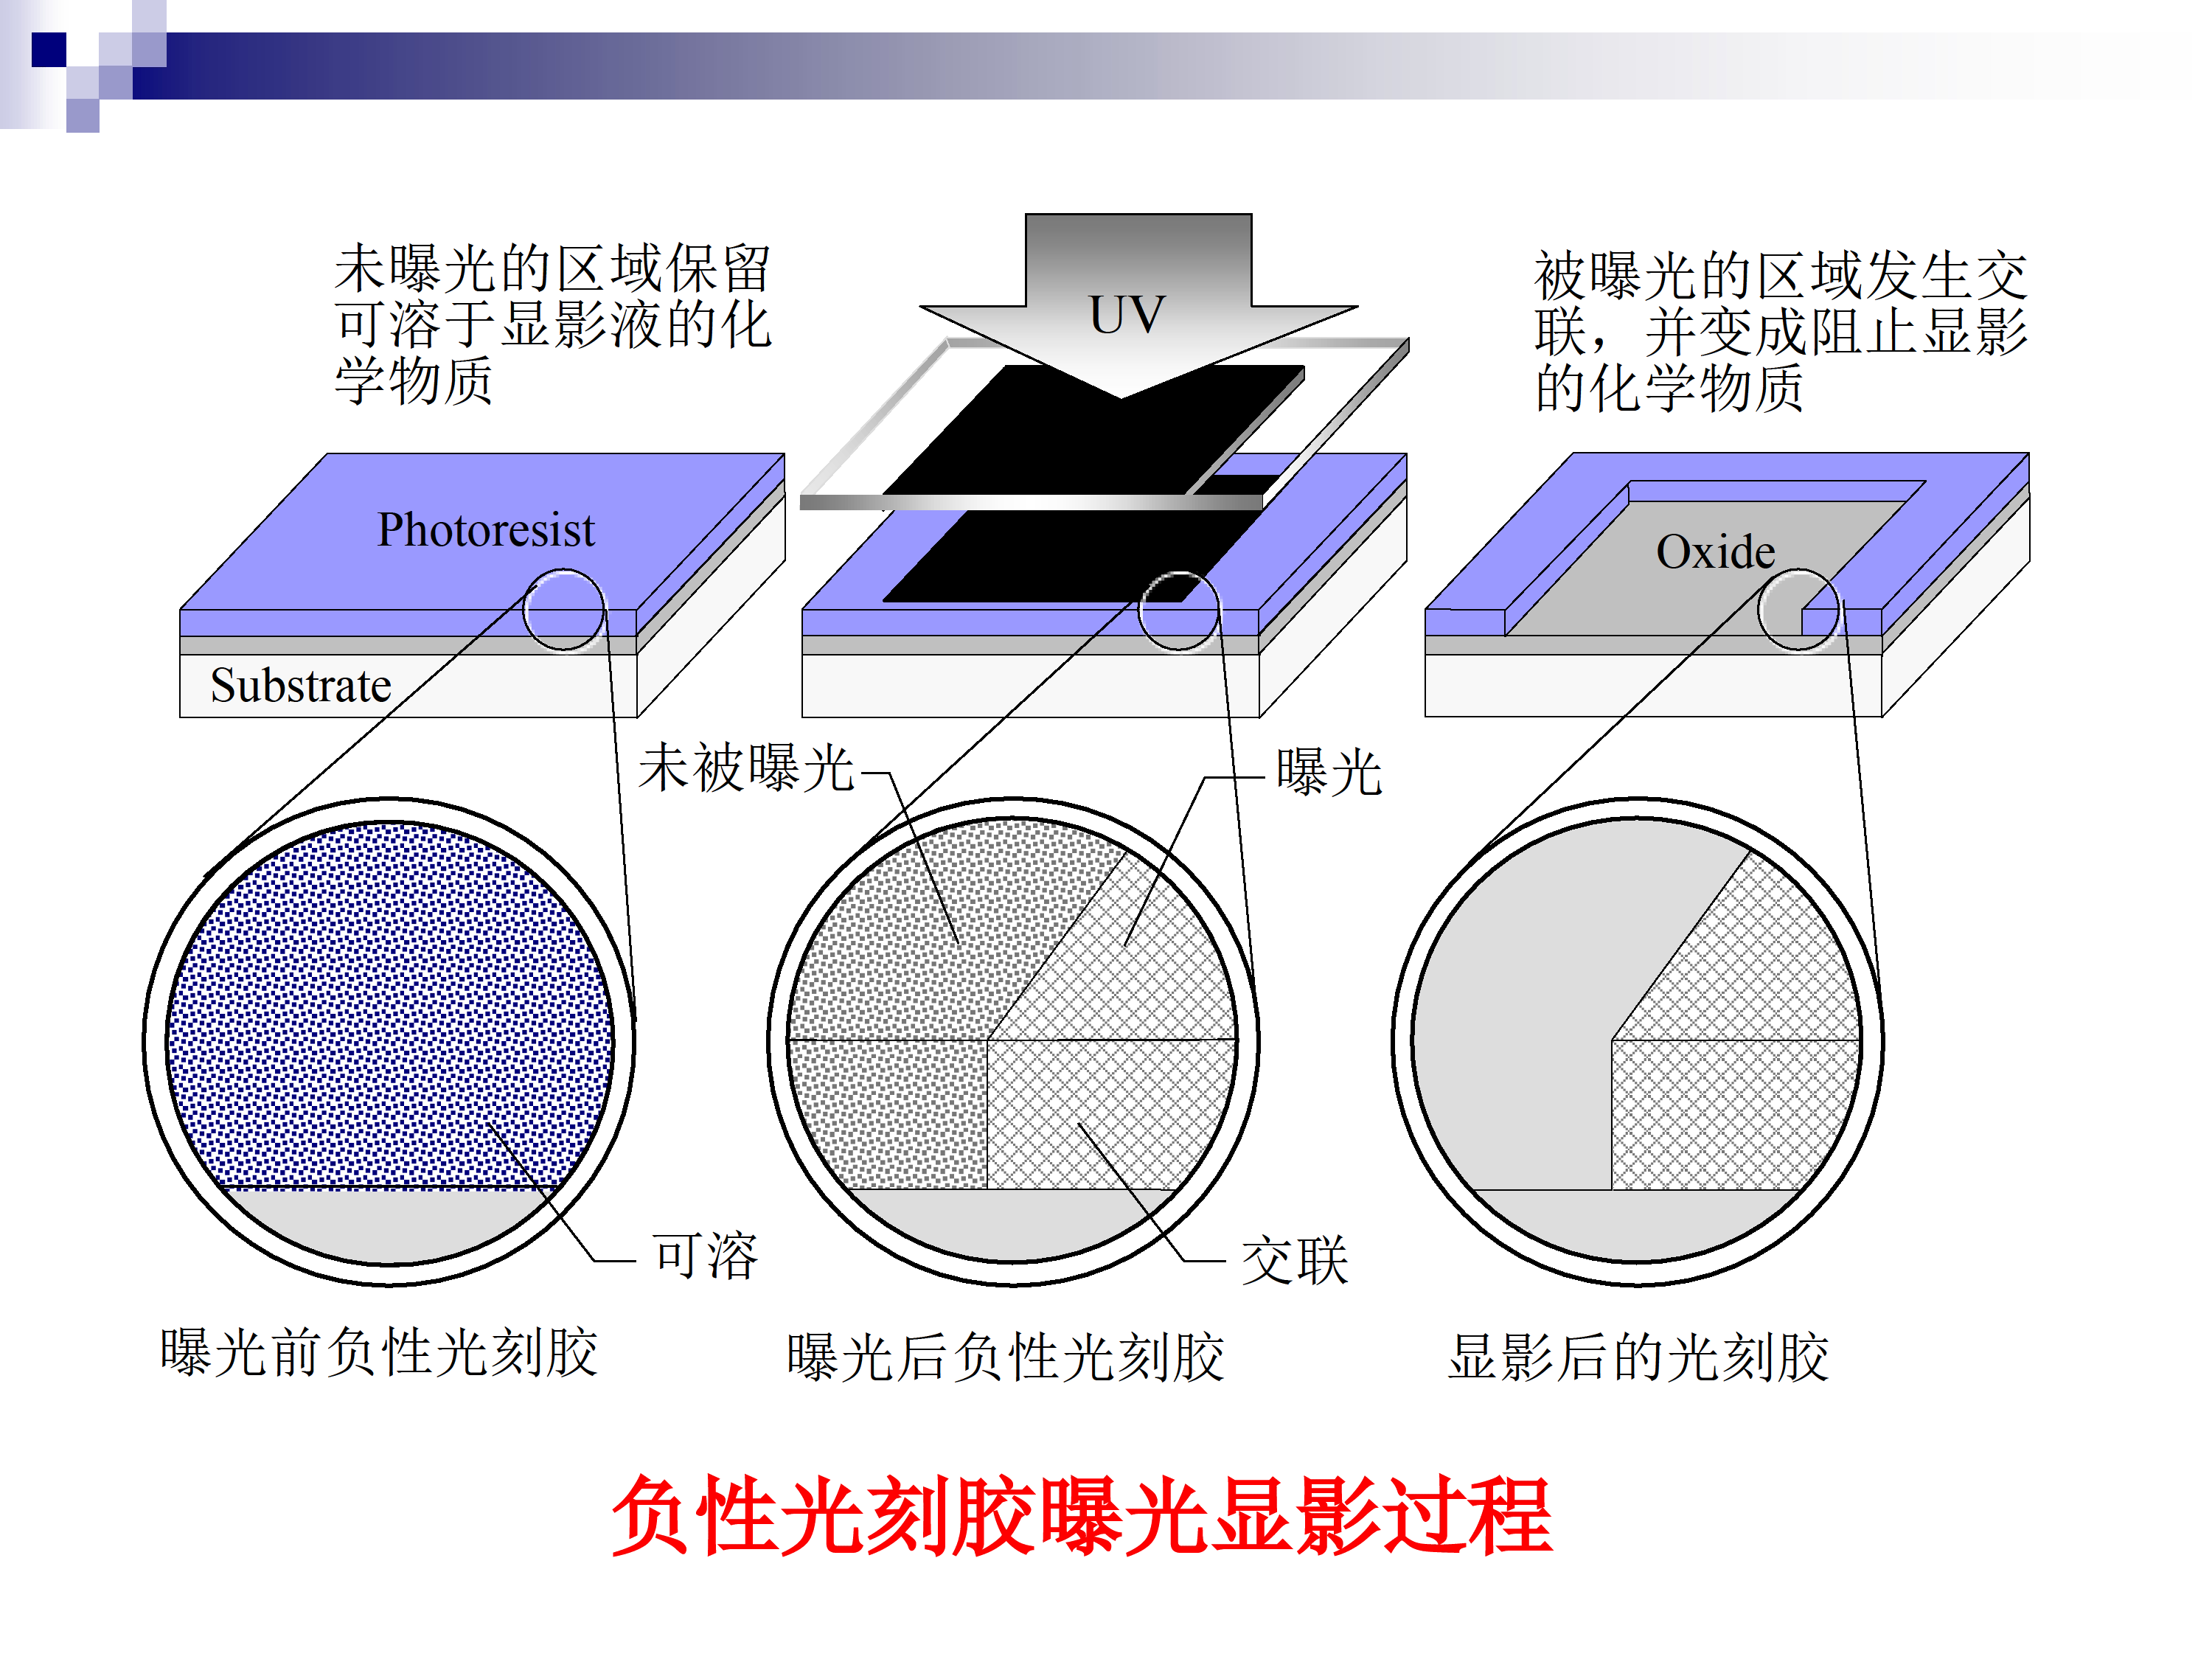 未曝光的区域保留
可溶于显影液的化
学物质
UV
被曝光的区域发生交
联，并变成阻止显影
的化学物质
Photoresist
Substrate
Oxide
未被曝光
曝光
可溶
交联
曝光前负性光刻胶
曝光后负性光刻胶
显影后的光刻胶
负性光刻胶曝光显影过程